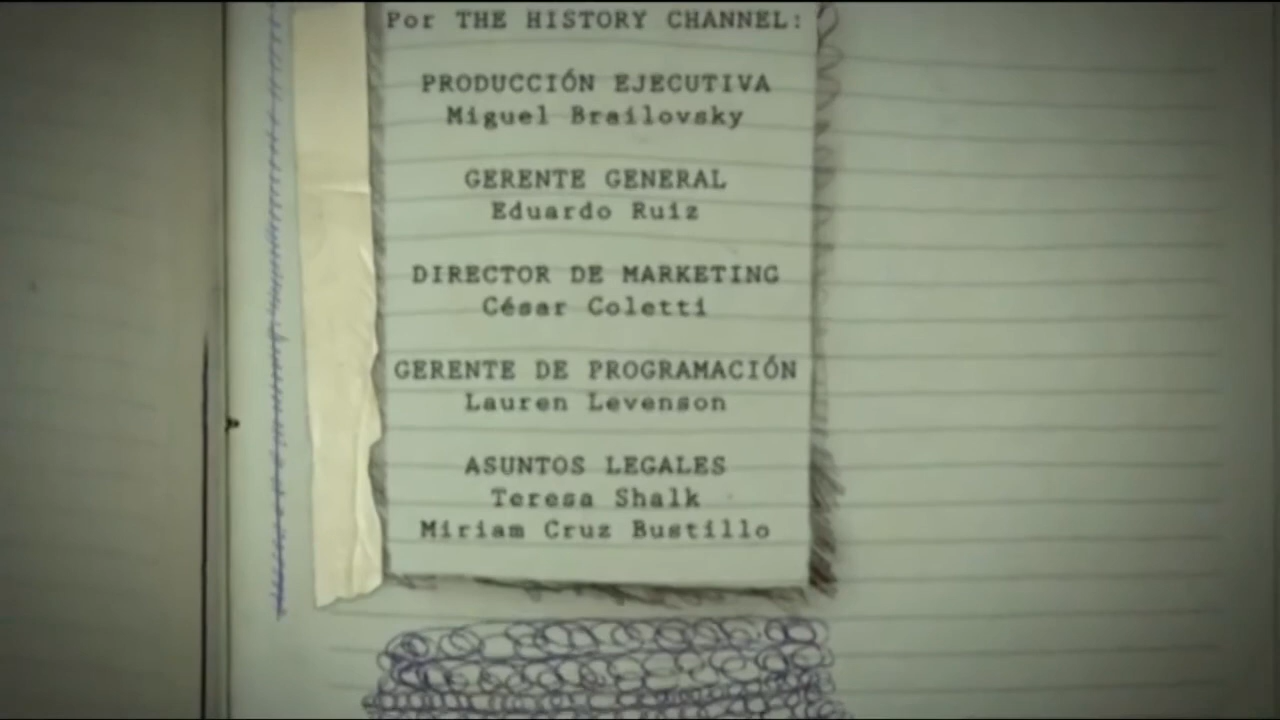 Por THE HISTORY CHANNEL:
PRODUCCIÓN EJECUTIVA
Miguel Brailovsky
GERENTE GENERAL
Eduardo Ruiz
DIRECTOR DE MARKETING
César Coletti
GERENTE DE PROGRAMACIÓN
Lauren Levenson
ASUNTOS LEGALES
Teresa Shalk
Miriam Cruz Bustillo